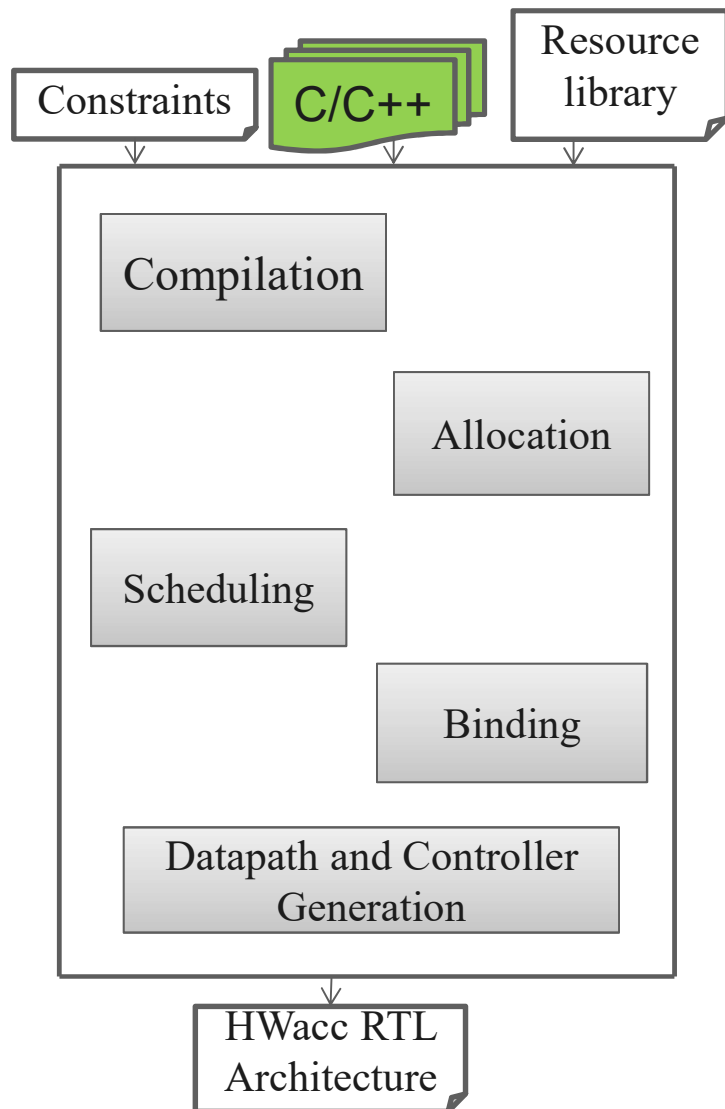 Constraints
C/C++
Resource
library
Compilation
Allocation
Scheduling
Binding
Datapath and Controller
Generation
HWacc RTL
Architecture